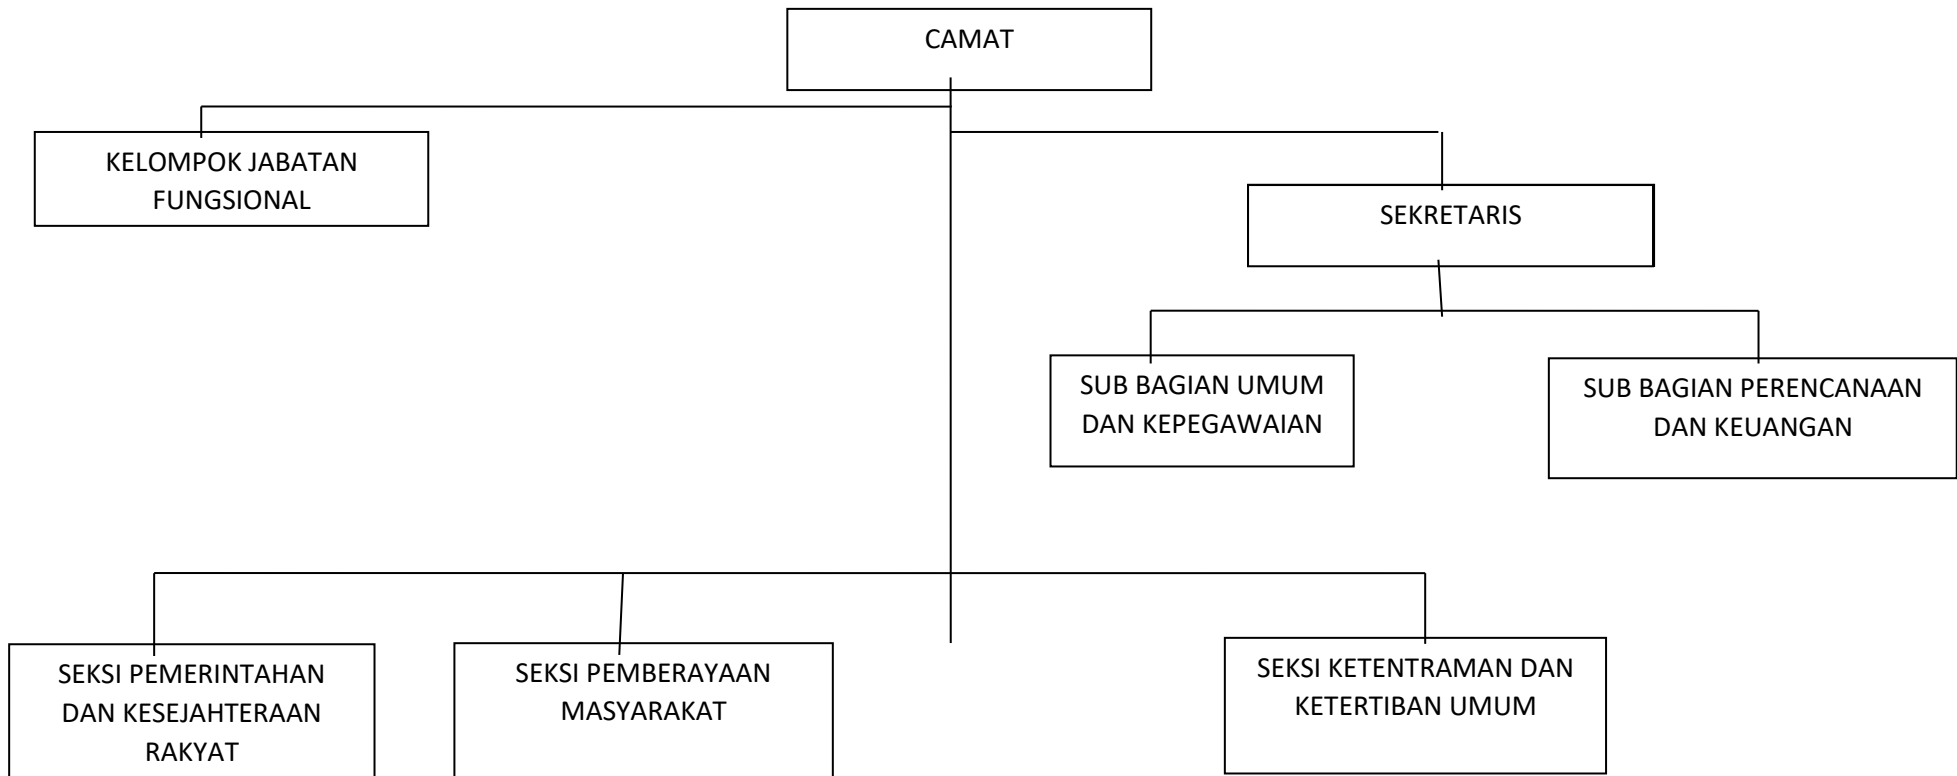 CAMAT
KELOMPOK JABATAN
FUNGSIONAL
SEKRETARIS
SUB BAGIAN UMUM
DAN KEPEGAWAIAN
SUB BAGIAN PERENCANAAN
DAN KEUANGAN
SEKSI PEMERINTAHAN
DAN KESEJAHTERAAN
RAKYAT
SEKSI PEMBERAYAAN
MASYARAKAT
SEKSI KETENTRAMAN DAN
KETERTIBAN UMUM